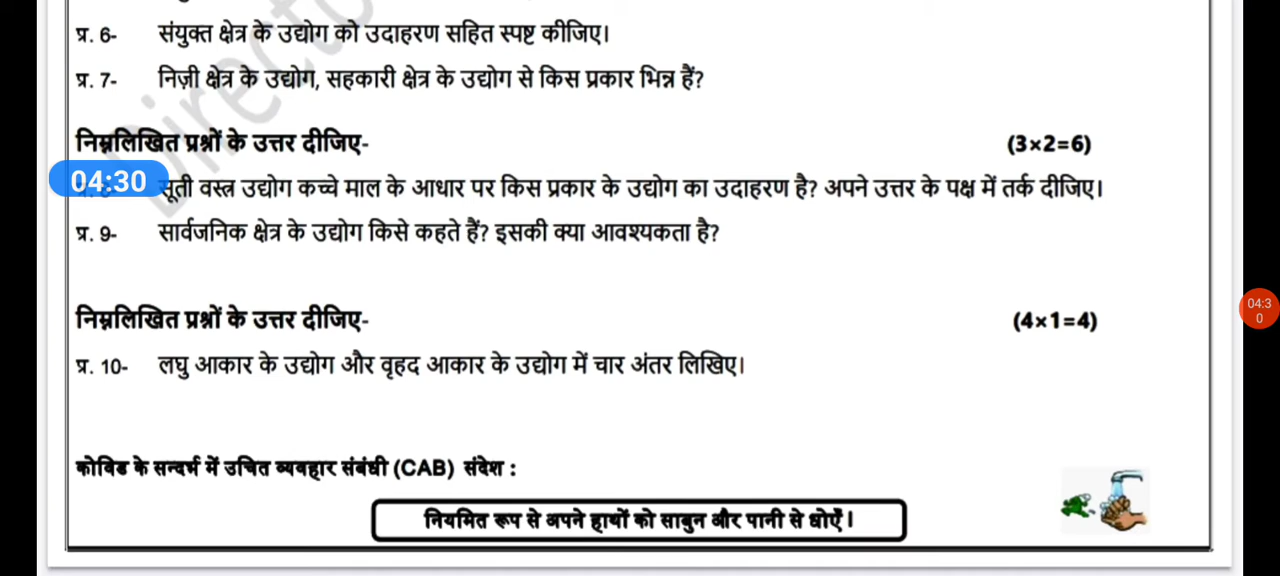 प्र. 6- संयुक्त क्षेत्र के उद्योग को उदाहरण सहित स्पष्ट कीजिए।
प्र. 7- निज़ी क्षेत्र के उद्योग, सहकारी क्षेत्र के उद्योग से किस प्रकार भिन्न हैं?
निम्नलिखित प्रश्नों के उत्तर दीजिए- (3×2=6)
04:30 सूती वस्त्र उद्योग कच्चे माल के आधार पर किस प्रकार के उद्योग का उदाहरण है? अपने उत्तर के पक्ष में तर्क दीजिए।
प्र. 9- सार्वजनिक क्षेत्र के उद्योग किसे कहते हैं? इसकी क्या आवश्यकता है?
04:3
0
निम्नलिखित प्रश्नों के उत्तर दीजिए- (4×1=4)
प्र. 10- लघु आकार के उद्योग और वृहद आकार के उद्योग में चार अंतर लिखिए।
कोविड के सन्दर्भ में उचित व्यवहार संबंधी (CAB) संदेश :
नियमित रूप से अपने हाथों को साबुन और पानी से धोएँ।